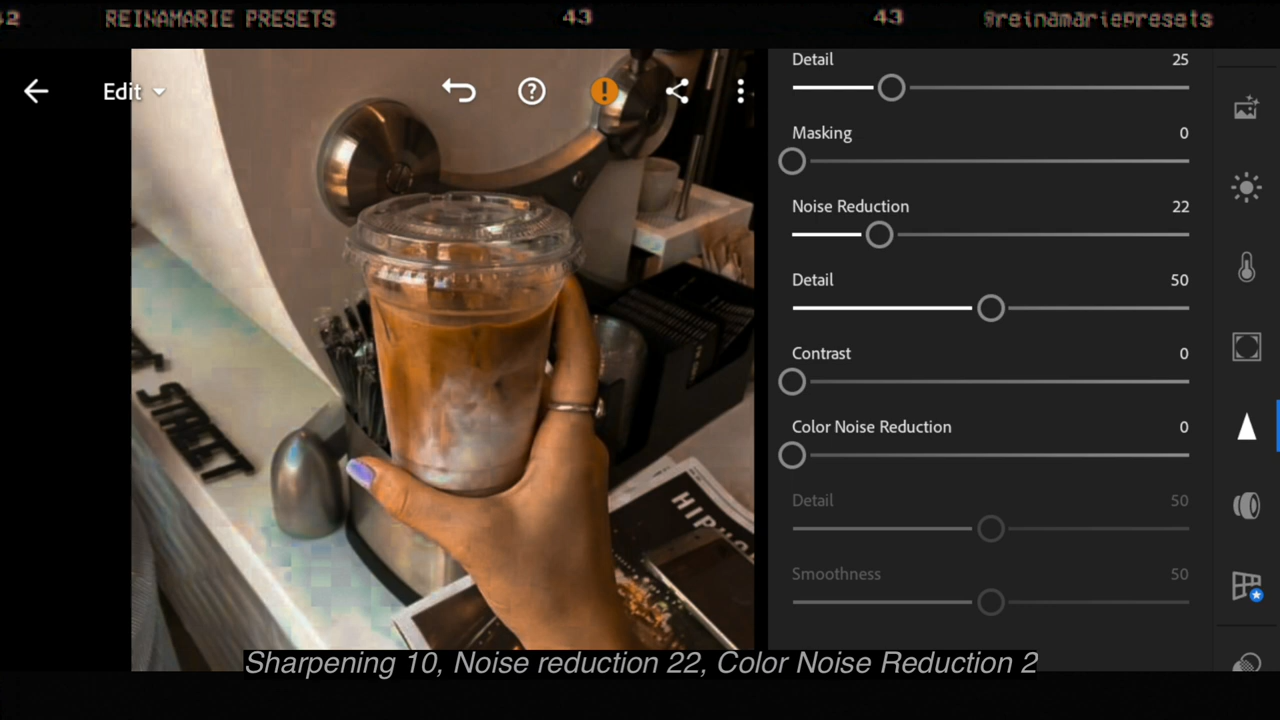 REINAMARIE PRESETS
43
43
@reinamariepresets
Edit
Detail 25
Masking 0
Noise Reduction 22
Detail 50
Contrast 0
Color Noise Reduction 0
Detail 50
Smoothness 50
STREET
Sharpening 10, Noise reduction 22, Color Noise Reduction 2